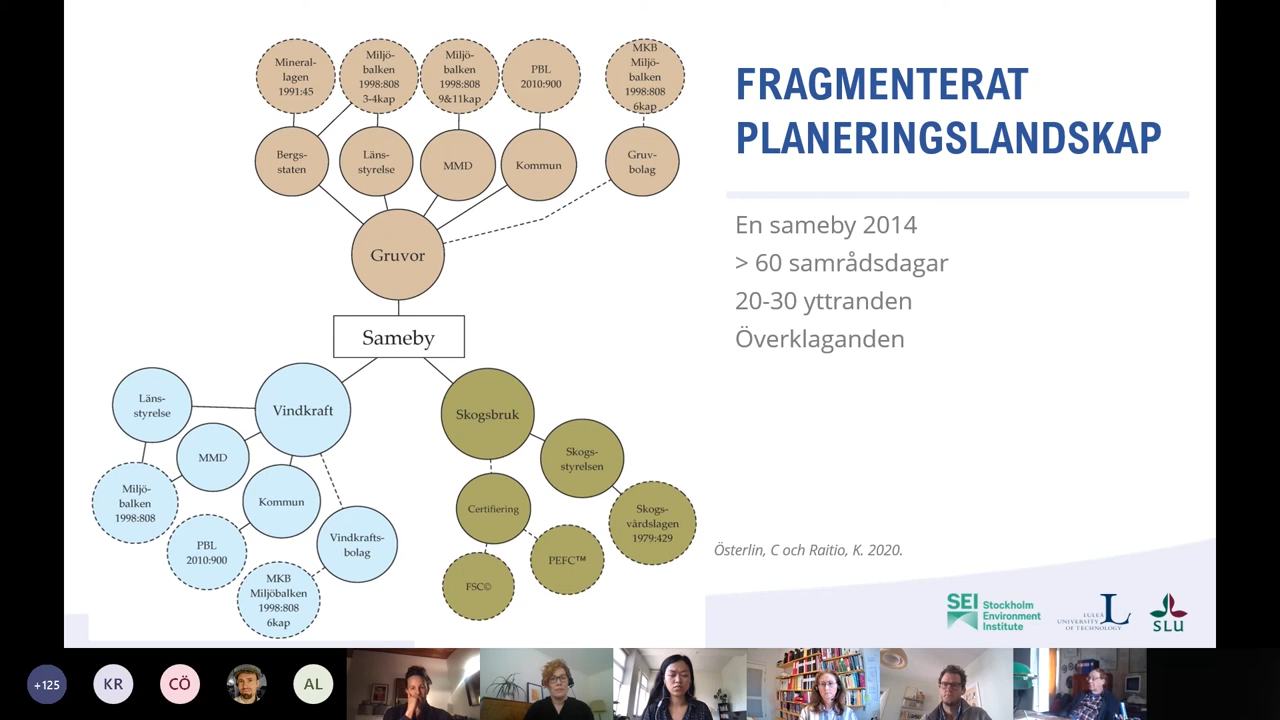 FRAGMENTERAT
PLANERINGSLANDSKAP
En sameby 2014
> 60 samrådsdagar
20-30 yttranden
Överklaganden
Mineral-
lagen
1991:45
Miljö-
balken
1998:808
3-4kap
Miljö-
balken
1998:808
9&11kap
PBL
2010:900
MKB
Miljö-
balken
1998:808
6kap
Bergs-
staten
Läns-
styrelse
MMD
Kommun
Gruv-
bolag
Gruvor
Sameby
Läns-
styrelse
Vindkraft
MMD
Miljö-
balken
1998:808
Kommun
PBL
2010:900
Vindkrafts-
bolag
MKB
Miljöbalken
1998:808
6kap
Skogsbruk
Skogs-
styrelsen
Certifiering
Skogs-
vårdslagen
1979:429
PEFC™
FSC©
Österlin, C och Raitio, K. 2020.
SEI
Stockholm
Environment
Institute
L
LULEÅ
UNIVERSITY
OF TECHNOLOGY
SLU
+125
KR
CÖ
AL